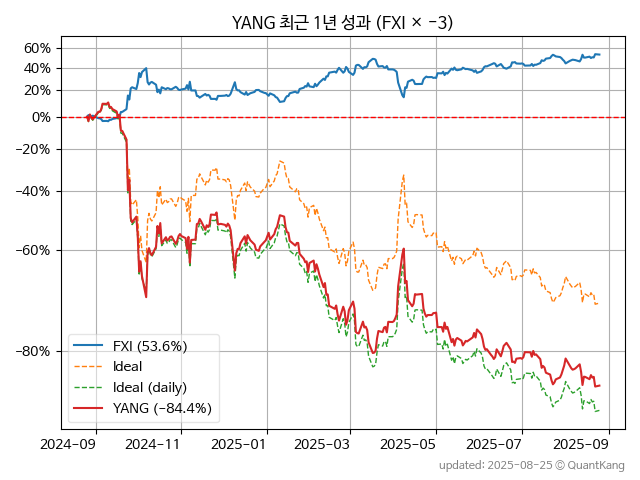 YANG 최근 1년 성과 (FXI × −3)
60%
40%
20%
0%
−20%
−40%
−60%
−80%
FXI (53.6%)
Ideal
Ideal (daily)
YANG (−84.4%)
2024−09 2024−11 2025−01 2025−03 2025−05 2025−07 2025−09
updated: 2025−08−25 ⓒ QuantKang